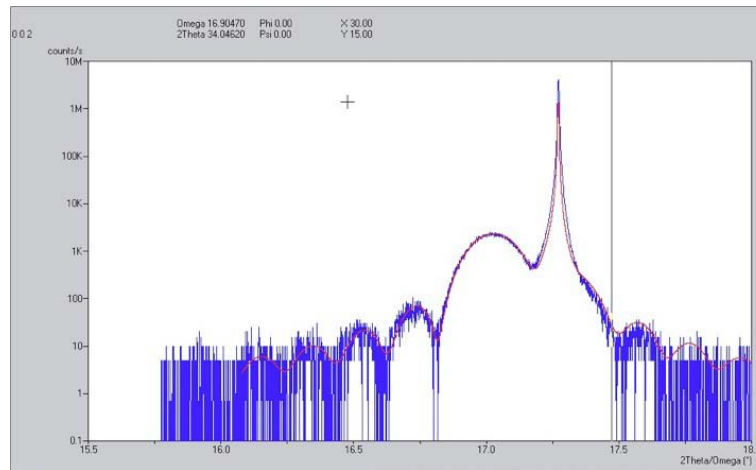 Omega 16.90470 Phi 0.00 X 30.00
0 0 2 2Theta 34.04620 Psi 0.00 Y 15.00
counts/s
10M
1M
100K
10K
1K
100
10
1
0.1
15.5 16.0 16.5 17.0 17.5 18
2Theta/Omega (°)